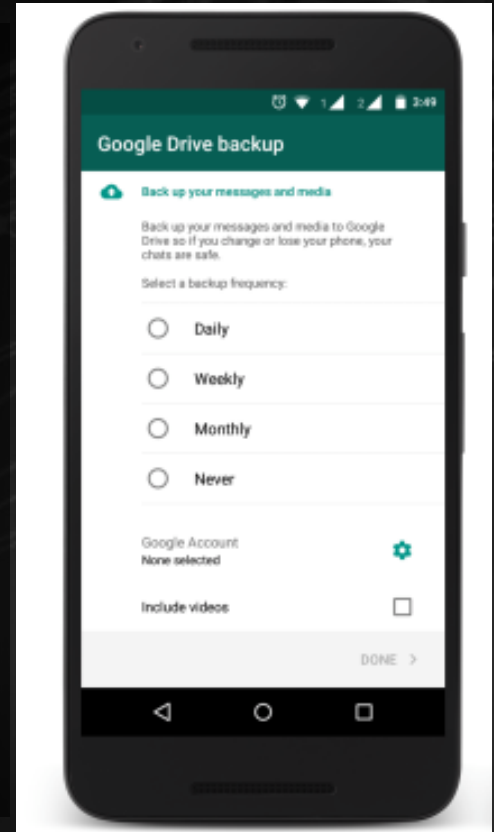 1 2 3:49
Google Drive backup
Back up your messages and media
Back up your messages and media to Google
Drive so if you change or lose your phone, your
chats are safe.
Select a backup frequency:
Daily
Weekly
Monthly
Never
Google Account
None selected
Include videos
DONE >